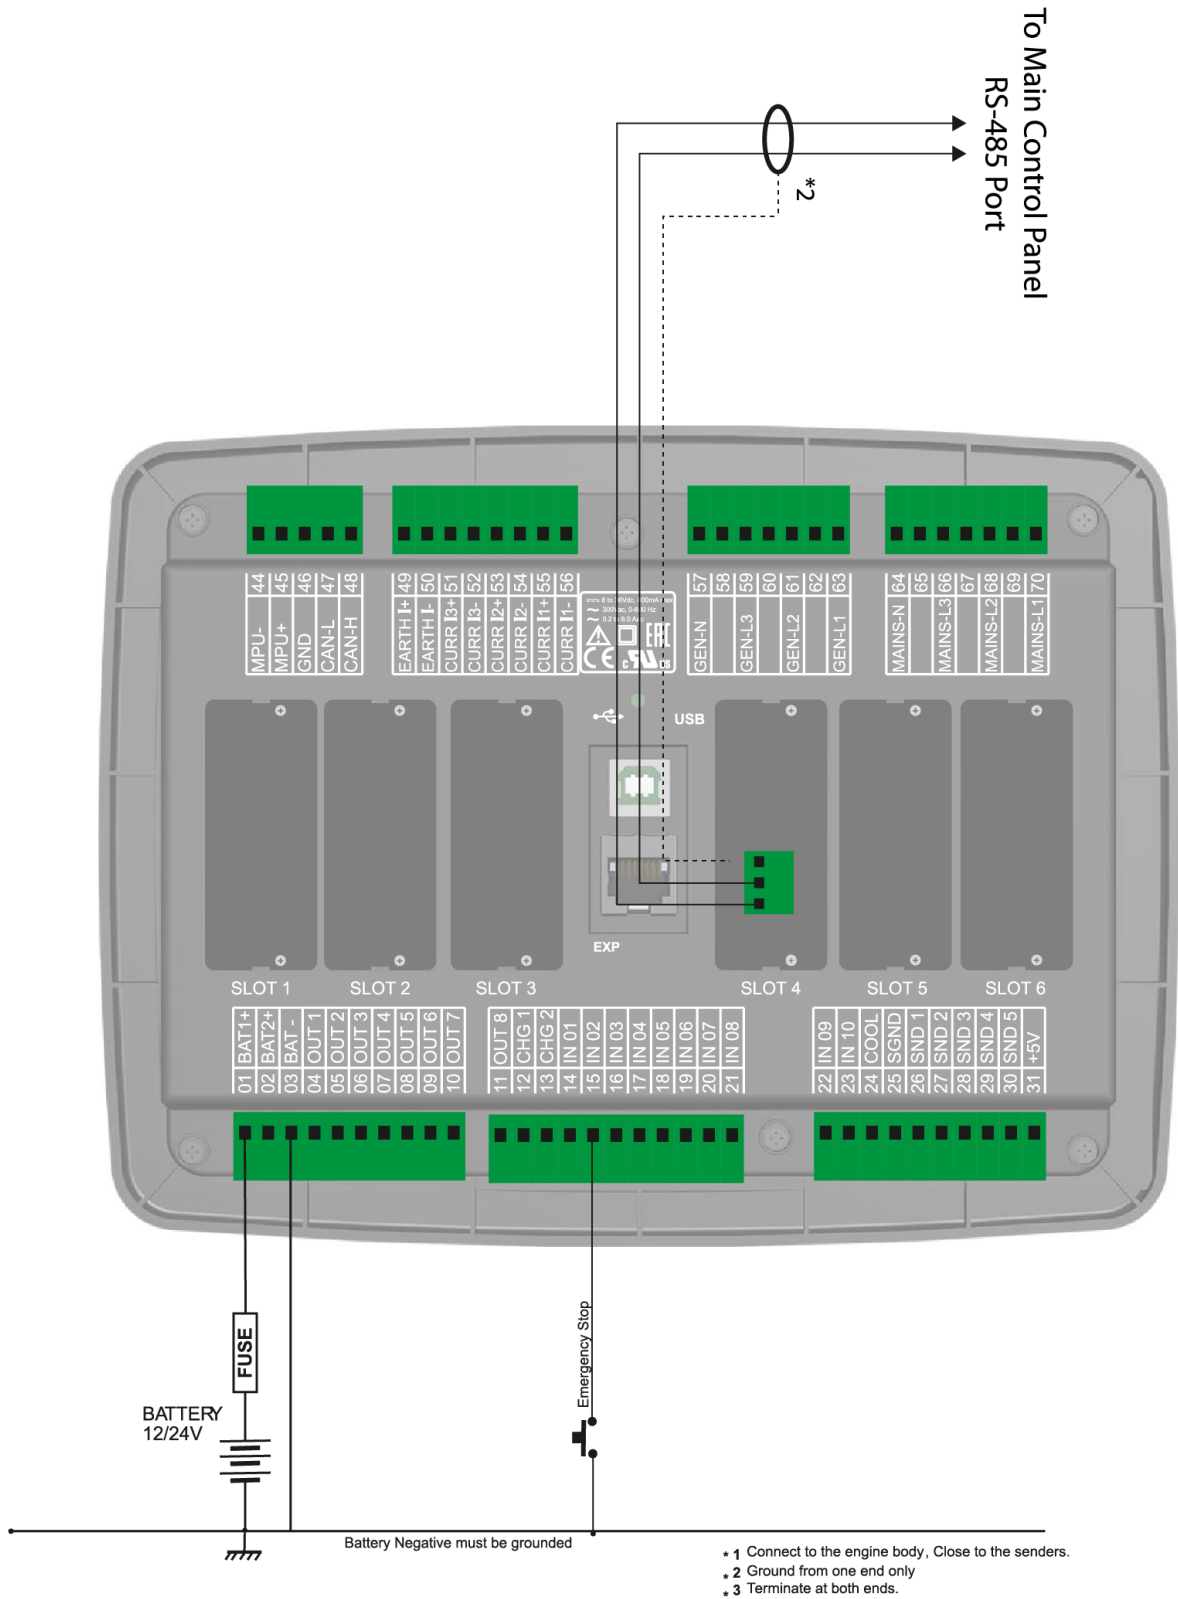 To Main Control Panel
RS-485 Port
*2
44 45 46 47 48
MPU- MPU+ GND CAN-L CAN-H
49 50 51 52 53 54 55 56
EARTH I+ EARTH I- CURR I3+ CURR I3- CURR I2+ CURR I2- CURR I1+ CURR I1-
300Vac, 0-600 Hz
EAC
CE
c US
57 58 59 60 61 62 63
GEN-N GEN-L3 GEN-L2 GEN-L1
64 65 66 67 68 69 70
MAINS-N MAINS-L3 MAINS-L2 MAINS-L1
USB
EXP
SLOT 1 SLOT 2 SLOT 3 SLOT 4 SLOT 5 SLOT 6
BAT1+ BAT2+ BAT - OUT 1 OUT 2 OUT 3 OUT 4 OUT 5 OUT 6 OUT 7
01 02 03 04 05 06 07 08 09 10
OUT 8 CHG 1 CHG 2 IN 01 IN 02 IN 03 IN 04 IN 05 IN 06 IN 07 IN 08
11 12 13 14 15 16 17 18 19 20 21
IN 09 IN 10 COOL SGND SND 1 SND 2 SND 3 SND 4 SND 5 +5V
22 23 24 25 26 27 28 29 30 31
FUSE
Emergency Stop
BATTERY
12/24V
Battery Negative must be grounded
* 1 Connect to the engine body, Close to the senders.
* 2 Ground from one end only
* 3 Terminate at both ends.